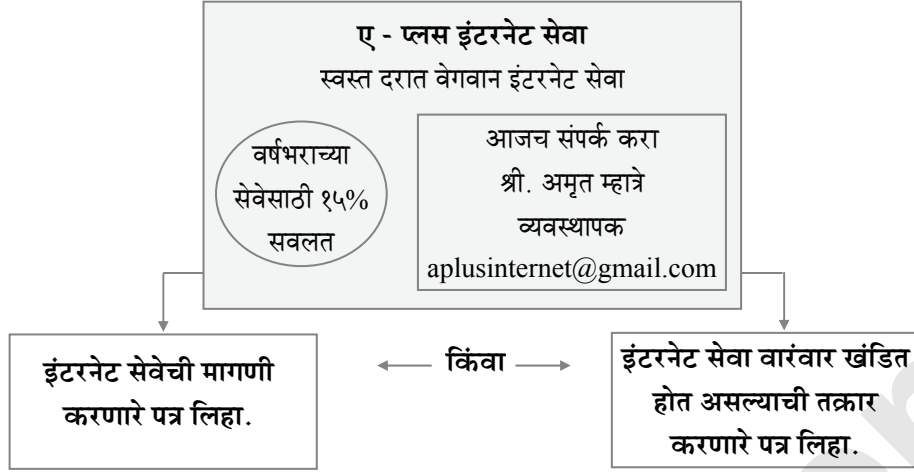 ए - प्लस इंटरनेट सेवा
स्वस्त दरात वेगवान इंटरनेट सेवा
वर्षभराच्या
सेवेसाठी १५%
सवलत
आजच संपर्क करा
श्री. अमृत म्हात्रे
व्यवस्थापक
aplusinternet@gmail.com
इंटरनेट सेवेची मागणी
करणारे पत्र लिहा.
किंवा
इंटरनेट सेवा वारंवार खंडित
होत असल्याची तक्रार
करणारे पत्र लिहा.